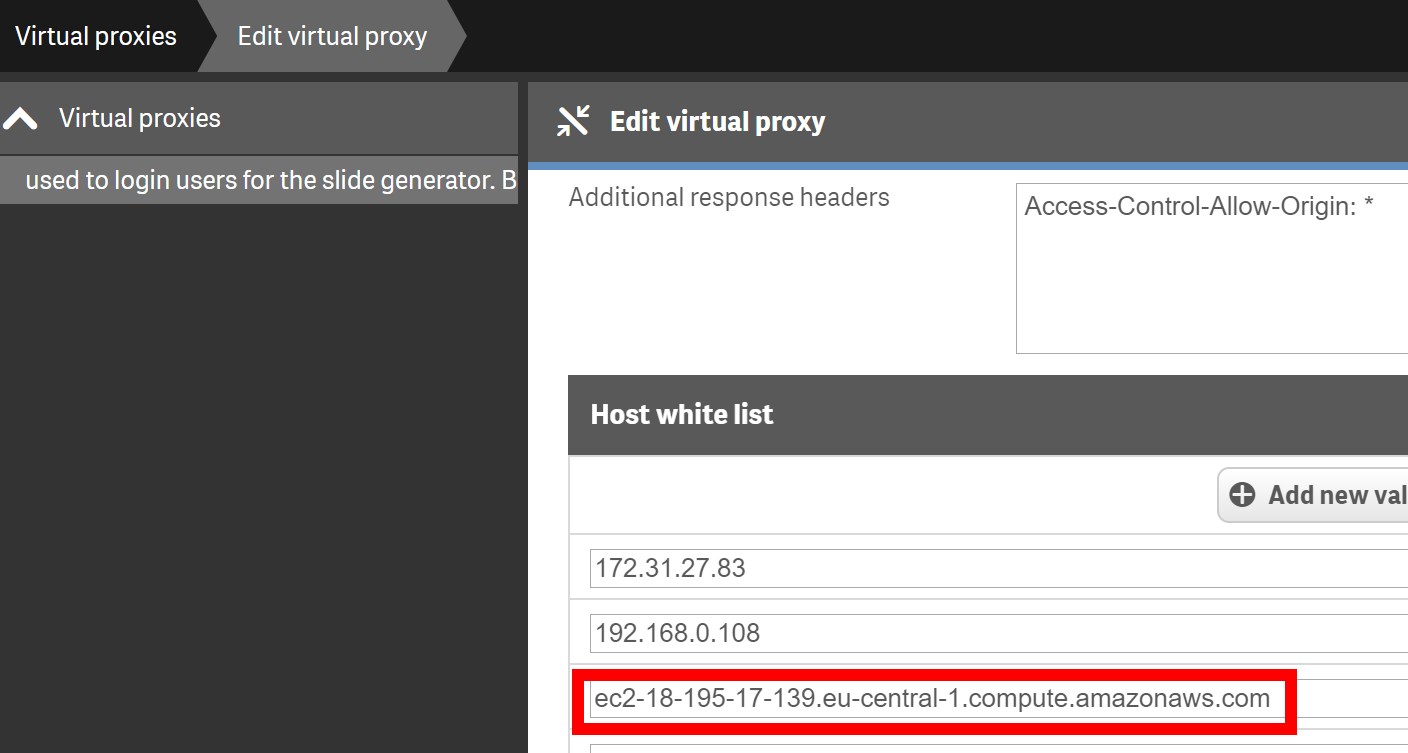 Virtual proxies
Edit virtual proxy
Virtual proxies
used to login users for the slide generator. B
Edit virtual proxy
Additional response headers
Access-Control-Allow-Origin: *
Host white list
Add new val
172.31.27.83
192.168.0.108
ec2-18-195-17-139.eu-central-1.compute.amazonaws.com